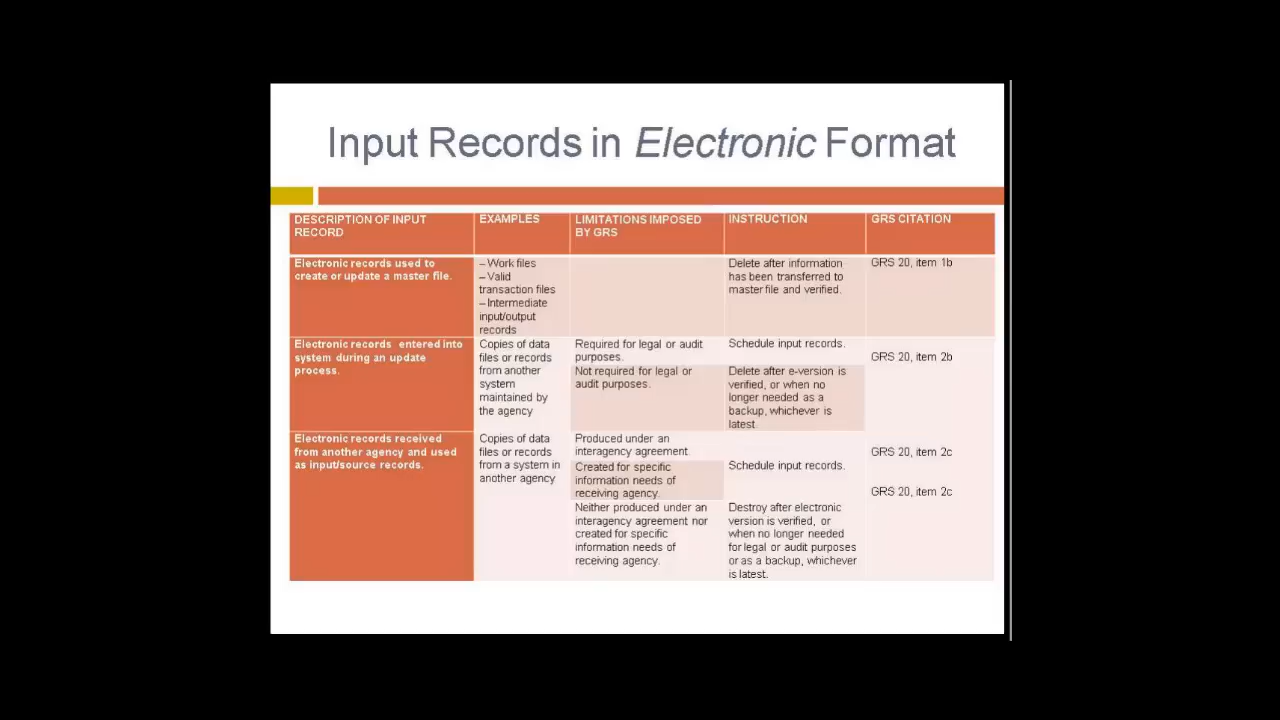 Input Records in Electronic Format
DESCRIPTION OF INPUT
RECORD
EXAMPLES
LIMITATIONS IMPOSED
BY GRS
INSTRUCTION
GRS CITATION
Electronic records used to
create or update a master file.
– Work files
– Valid
transaction files
– Intermediate
input/output
records
Delete after information
has been transferred to
master file and verified.
GRS 20, item 1b
Electronic records entered into
system during an update
process.
Copies of data
files or records
from another
system
maintained by
the agency
Required for legal or audit
purposes.
Schedule input records.
GRS 20, item 2b
Not required for legal or
audit purposes.
Delete after e-version is
verified, or when no
longer needed as a
backup, whichever is
latest.
Electronic records received
from another agency and used
as input/source records.
Copies of data
files or records
from a system in
another agency
Produced under an
interagency agreement.
Created for specific
information needs of
receiving agency.
Schedule input records.
GRS 20, item 2c
GRS 20, item 2c
Neither produced under an
interagency agreement nor
created for specific
information needs of
receiving agency.
Destroy after electronic
version is verified, or
when no longer needed
for legal or audit purposes
or as a backup, whichever
is latest.